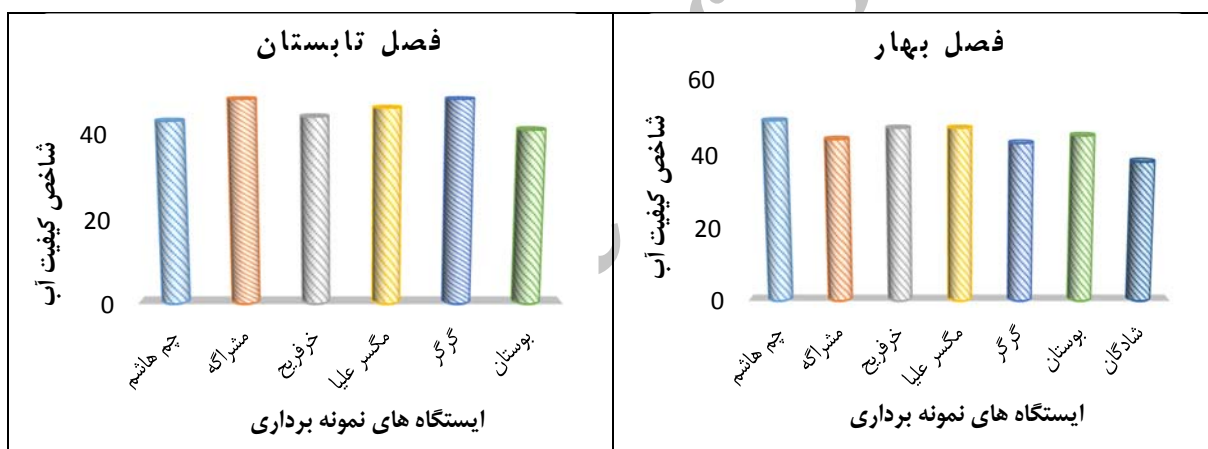 فصل بهار
شاخص کیفیت آب
60
40
20
0
چم هاشم
مشراگه
خرفریح
مگسر علیا
گرگر
بوستان
شادگان
ایستگاه های نمونه برداری
فصل تابستان
شاخص کیفیت آب
40
20
0
چم هاشم
مشراگه
خرفریح
مگسر علیا
گرگر
بوستان
ایستگاه های نمونه برداری